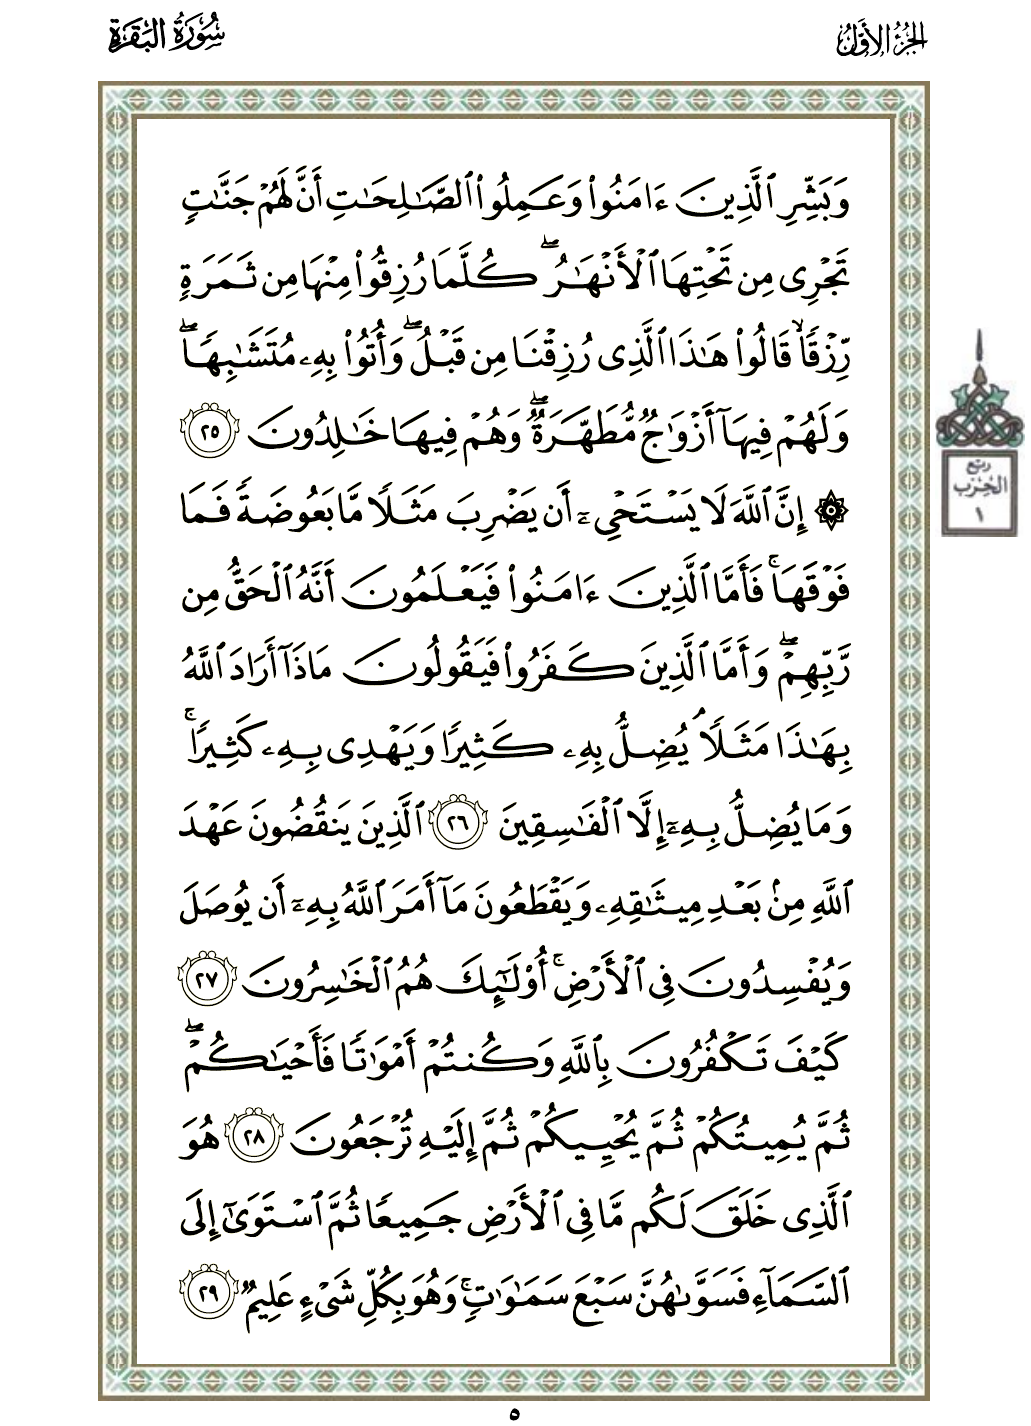 الجزء الأول
سورة البقرة
وَبَشِّرِ ٱلَّذِينَ ءَامَنُوا۟ وَعَمِلُوا۟ ٱلصَّٰلِحَٰتِ أَنَّ لَهُمْ جَنَّٰتٍ
تَجْرِى مِن تَحْتِهَا ٱلْأَنْهَٰرُ ۖ كُلَّمَا رُزِقُوا۟ مِنْهَا مِن ثَمَرَةٍ
رِّزْقًا ۙ قَالُوا۟ هَٰذَا ٱلَّذِى رُزِقْنَا مِن قَبْلُ ۖ وَأُتُوا۟ بِهِۦ مُتَشَٰبِهًا ۖ
وَلَهُمْ فِيهَآ أَزْوَٰجٌ مُّطَهَّرَةٌ ۖ وَهُمْ فِيهَا خَٰلِدُونَ ٢٥
۞ إِنَّ ٱللَّهَ لَا يَسْتَحْىِۦٓ أَن يَضْرِبَ مَثَلًا مَّا بَعُوضَةً فَمَا
فَوْقَهَا ۚ فَأَمَّا ٱلَّذِينَ ءَامَنُوا۟ فَيَعْلَمُونَ أَنَّهُ ٱلْحَقُّ مِن
رَّبِّهِمْ ۖ وَأَمَّا ٱلَّذِينَ كَفَرُوا۟ فَيَقُولُونَ مَاذَآ أَرَادَ ٱللَّهُ
بِهَٰذَا مَثَلًا ۘ يُضِلُّ بِهِۦ كَثِيرًا وَيَهْدِى بِهِۦ كَثِيرًا ۚ
وَمَا يُضِلُّ بِهِۦٓ إِلَّا ٱلْفَٰسِقِينَ ٢٦ ٱلَّذِينَ يَنقُضُونَ عَهْدَ
ٱللَّهِ مِنۢ بَعْدِ مِيثَٰقِهِۦ وَيَقْطَعُونَ مَآ أَمَرَ ٱللَّهُ بِهِۦٓ أَن يُوصَلَ
وَيُفْسِدُونَ فِى ٱلْأَرْضِ ۚ أُو۟لَٰٓئِكَ هُمُ ٱلْخَٰسِرُونَ ٢٧
كَيْفَ تَكْفُرُونَ بِٱللَّهِ وَكُنتُمْ أَمْوَٰتًا فَأَحْيَٰكُمْ ۖ
ثُمَّ يُمِيتُكُمْ ثُمَّ يُحْيِيكُمْ ثُمَّ إِلَيْهِ تُرْجَعُونَ ٢٨ هُوَ
ٱلَّذِى خَلَقَ لَكُم مَّا فِى ٱلْأَرْضِ جَمِيعًا ثُمَّ ٱسْتَوَىٰٓ إِلَى
ٱلسَّمَآءِ فَسَوَّىٰهُنَّ سَبْعَ سَمَٰوَٰتٍ ۚ وَهُوَ بِكُلِّ شَىْءٍ عَلِيمٌ ٢٩
ربع
الحزب
١
٥